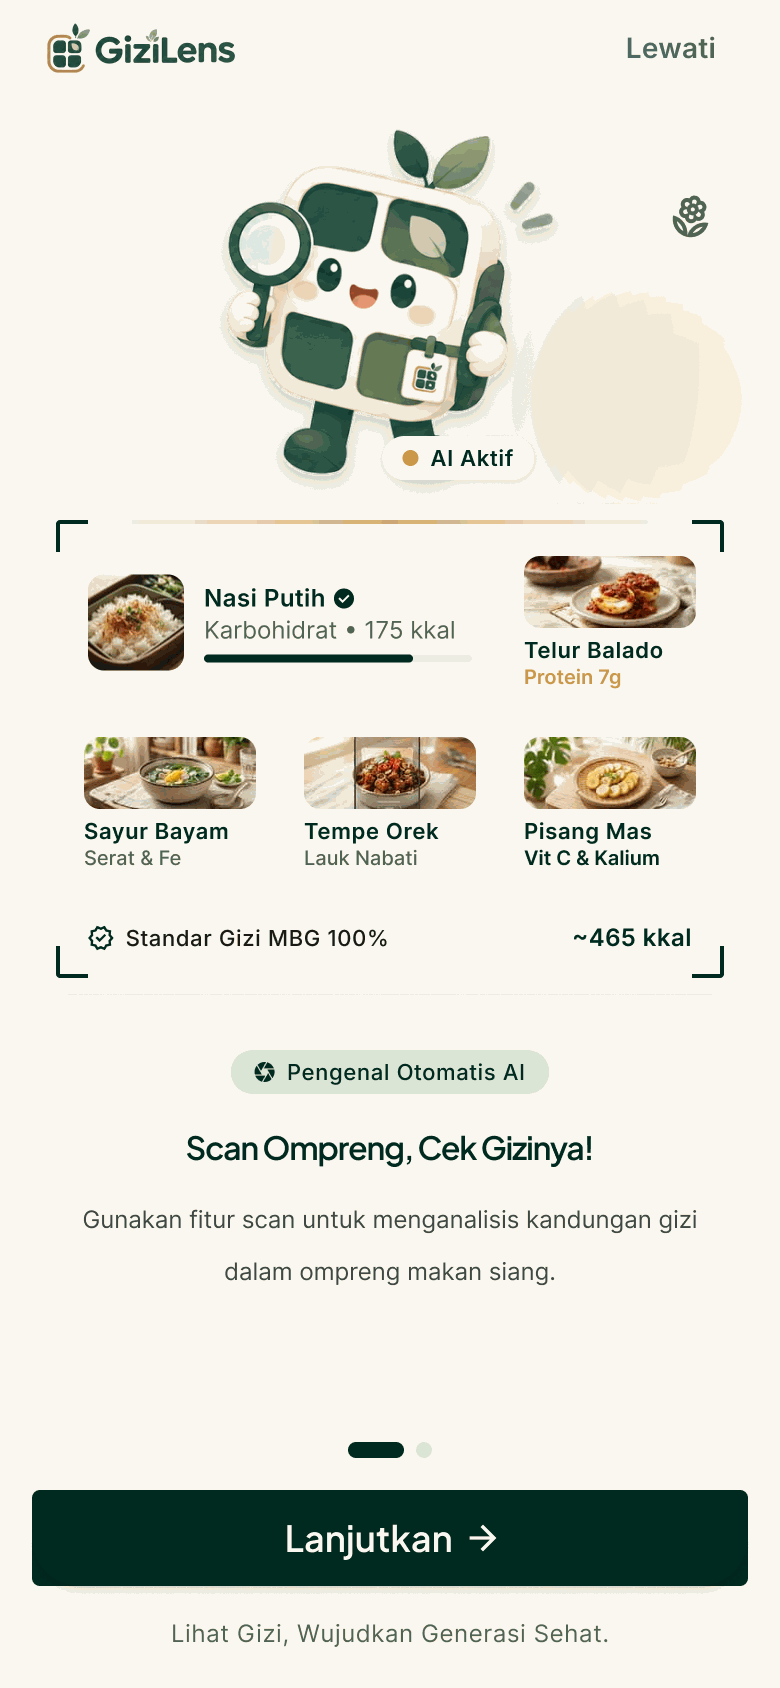 GiziLens
Lewati
AI Aktif
Nasi Putih
Karbohidrat • 175 kkal
Telur Balado
Protein 7g
Sayur Bayam
Serat & Fe
Tempe Orek
Lauk Nabati
Pisang Mas
Vit C & Kalium
Standar Gizi MBG 100%
~465 kkal
Pengenal Otomatis AI
Scan Ompreng, Cek Gizinya!
Gunakan fitur scan untuk menganalisis kandungan gizi
dalam ompreng makan siang.
Lanjutkan →
Lihat Gizi, Wujudkan Generasi Sehat.